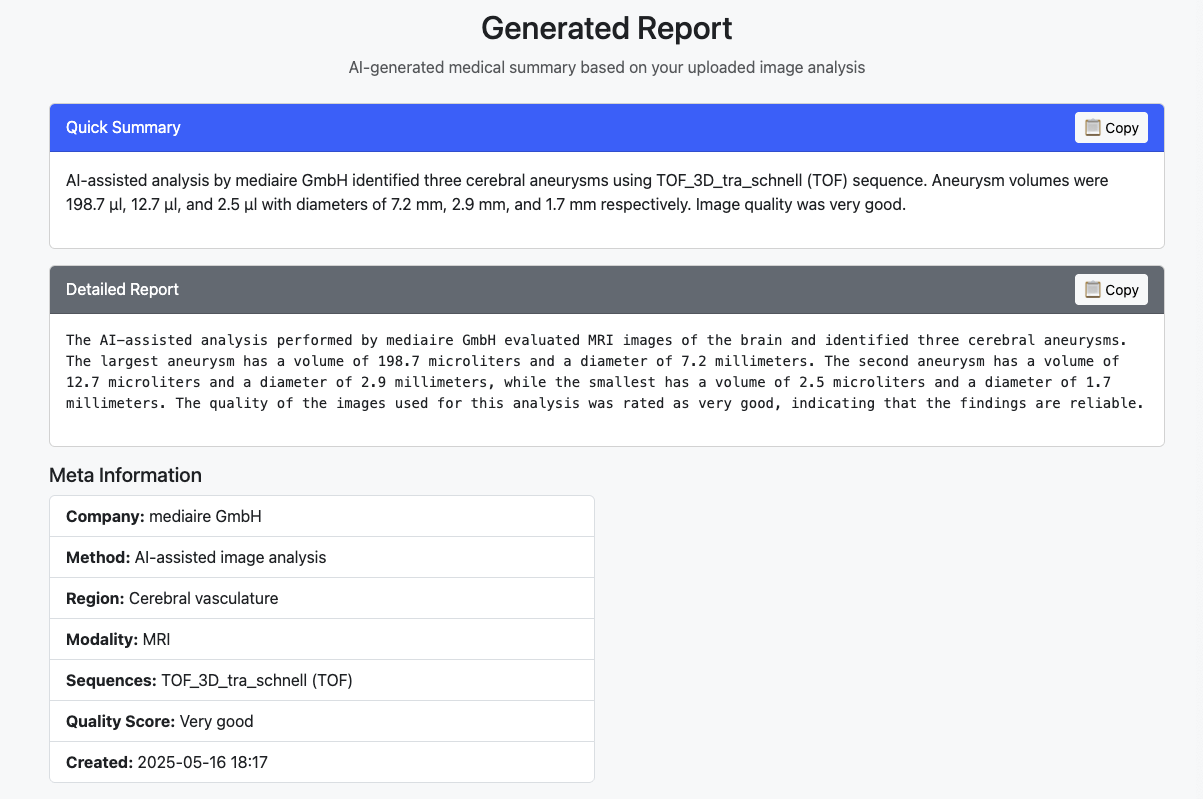 Generated Report
AI-generated medical summary based on your uploaded image analysis
Quick Summary
Copy
AI-assisted analysis by mediaire GmbH identified three cerebral aneurysms using TOF_3D_tra_schnell (TOF) sequence. Aneurysm volumes were
198.7 µl, 12.7 µl, and 2.5 µl with diameters of 7.2 mm, 2.9 mm, and 1.7 mm respectively. Image quality was very good.
Detailed Report
Copy
The AI-assisted analysis performed by mediaire GmbH evaluated MRI images of the brain and identified three cerebral aneurysms.
The largest aneurysm has a volume of 198.7 microliters and a diameter of 7.2 millimeters. The second aneurysm has a volume of
12.7 microliters and a diameter of 2.9 millimeters, while the smallest has a volume of 2.5 microliters and a diameter of 1.7
millimeters. The quality of the images used for this analysis was rated as very good, indicating that the findings are reliable.
Meta Information
Company: mediaire GmbH
Method: AI-assisted image analysis
Region: Cerebral vasculature
Modality: MRI
Sequences: TOF_3D_tra_schnell (TOF)
Quality Score: Very good
Created: 2025-05-16 18:17